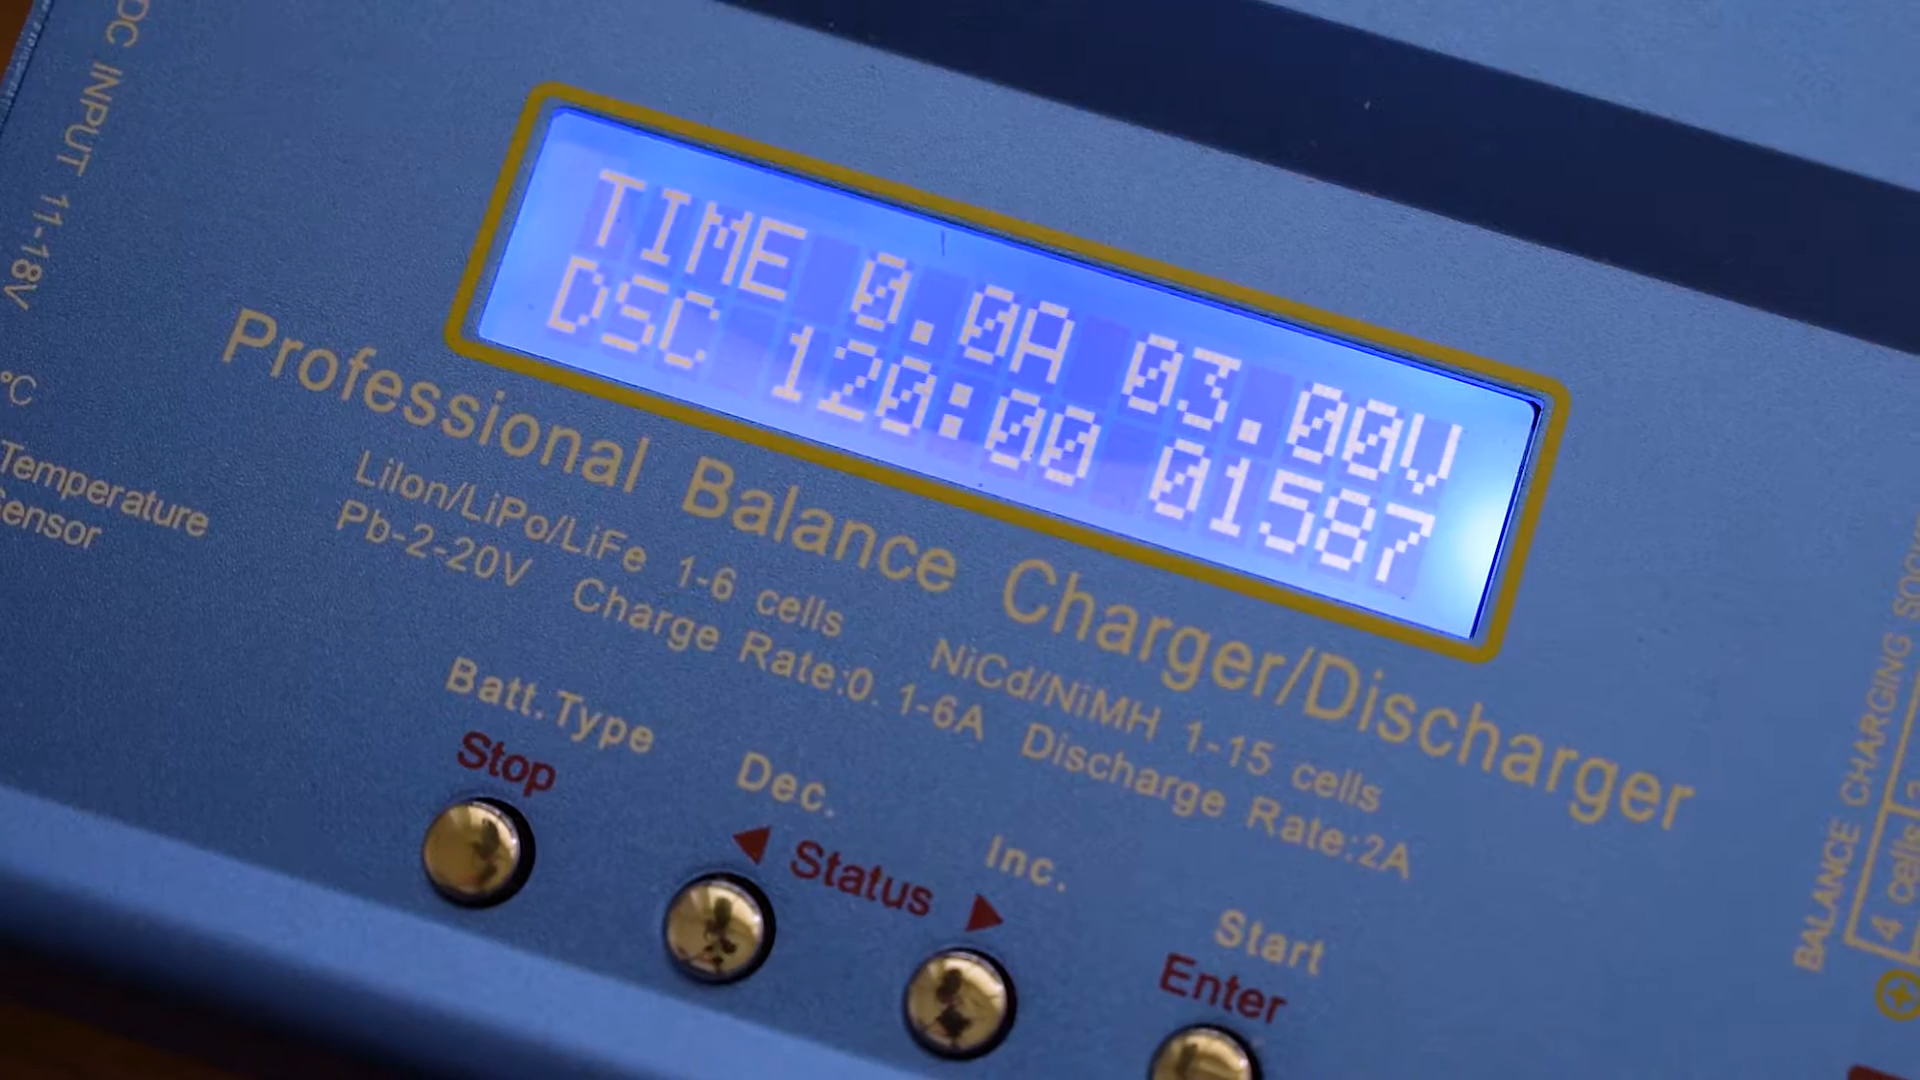 DC INPUT 11-18V
°C
Temperature
Sensor
TIME 0.0A 03.00V
DSC 120:00 01587
Professional Balance Charger/Discharger
LiIon/LiPo/LiFe 1-6 cells NiCd/NiMH 1-15 cells
Pb-2-20V Charge Rate:0.1-6A Discharge Rate:2A
Batt.Type
Stop
Dec.
Status
Inc.
Start
Enter
BALANCE CHARGING
4 cells